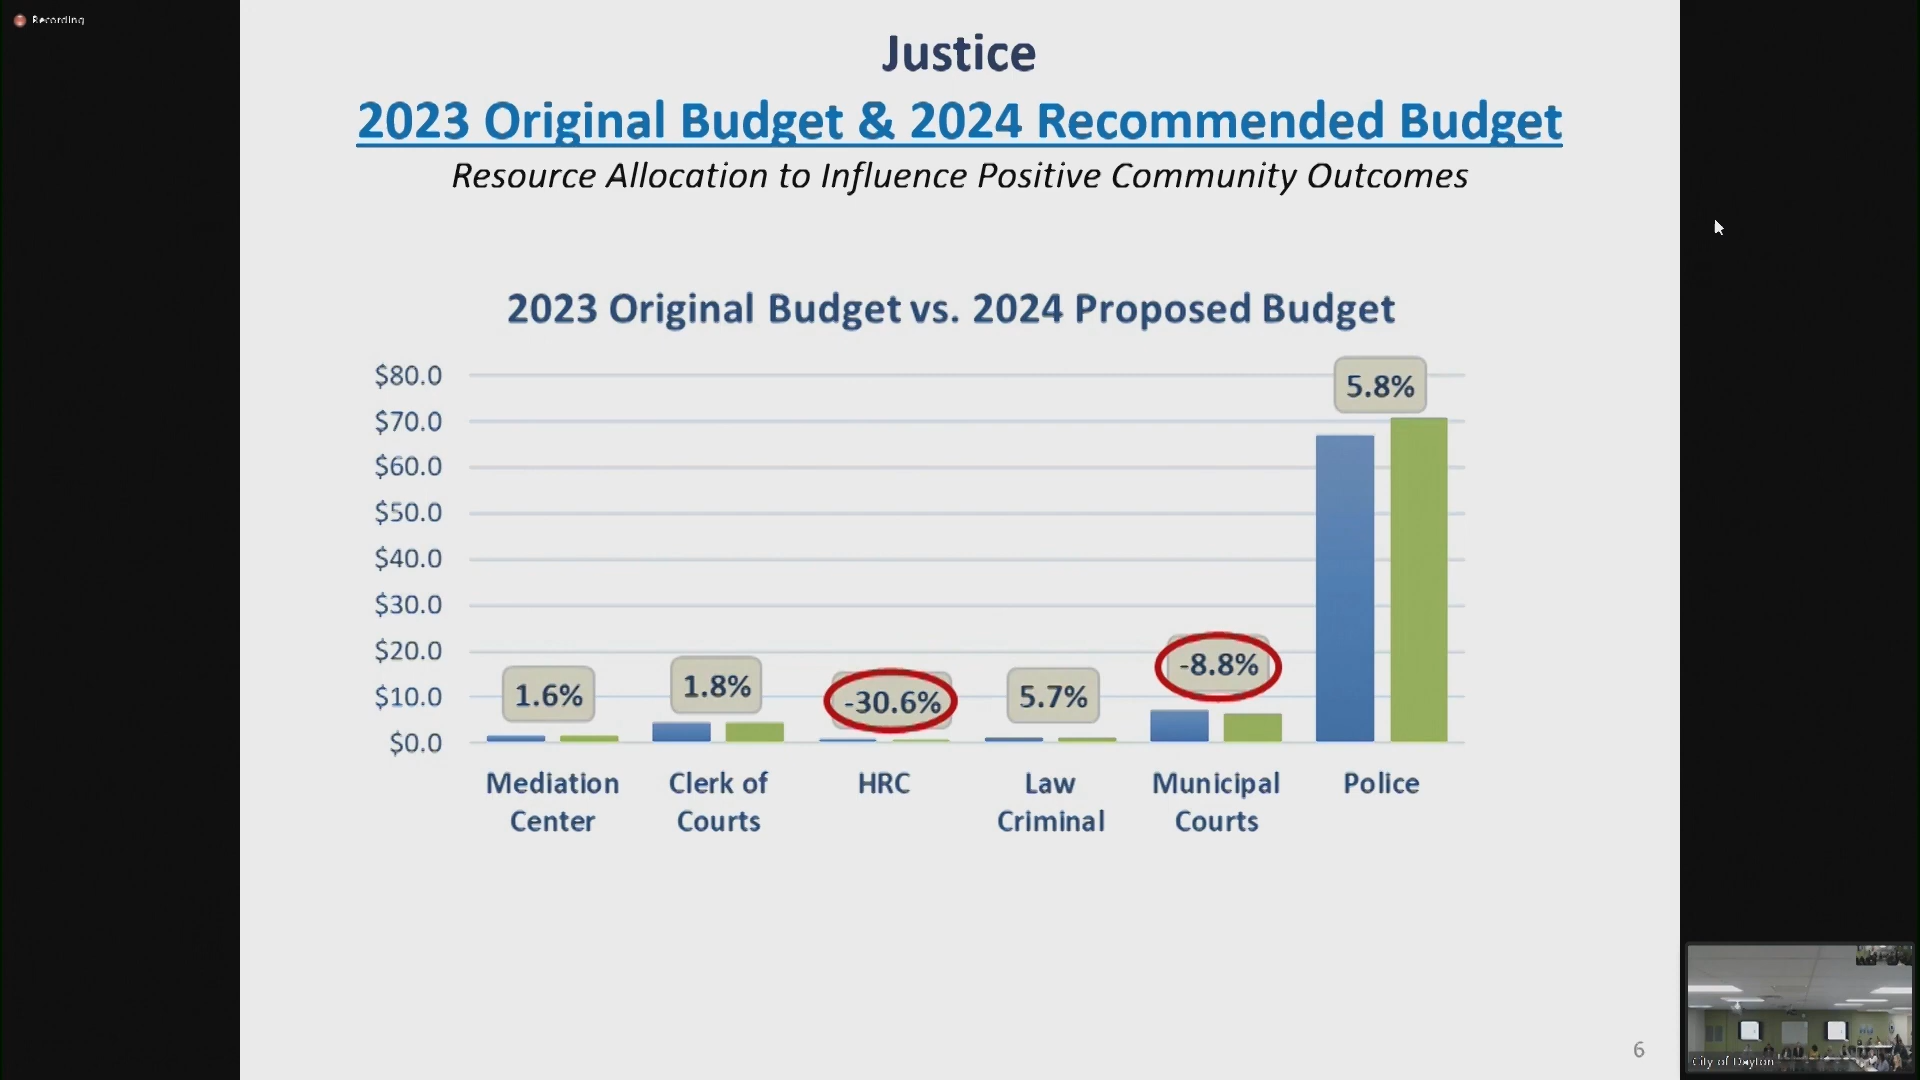 Recording
Justice
2023 Original Budget & 2024 Recommended Budget
Resource Allocation to Influence Positive Community Outcomes
2023 Original Budget vs. 2024 Proposed Budget
$80.0
$70.0
$60.0
$50.0
$40.0
$30.0
$20.0
$10.0
$0.0
1.6%
1.8%
-30.6%
5.7%
-8.8%
5.8%
Mediation Center
Clerk of Courts
HRC
Law Criminal
Municipal Courts
Police
6
City of Dayton